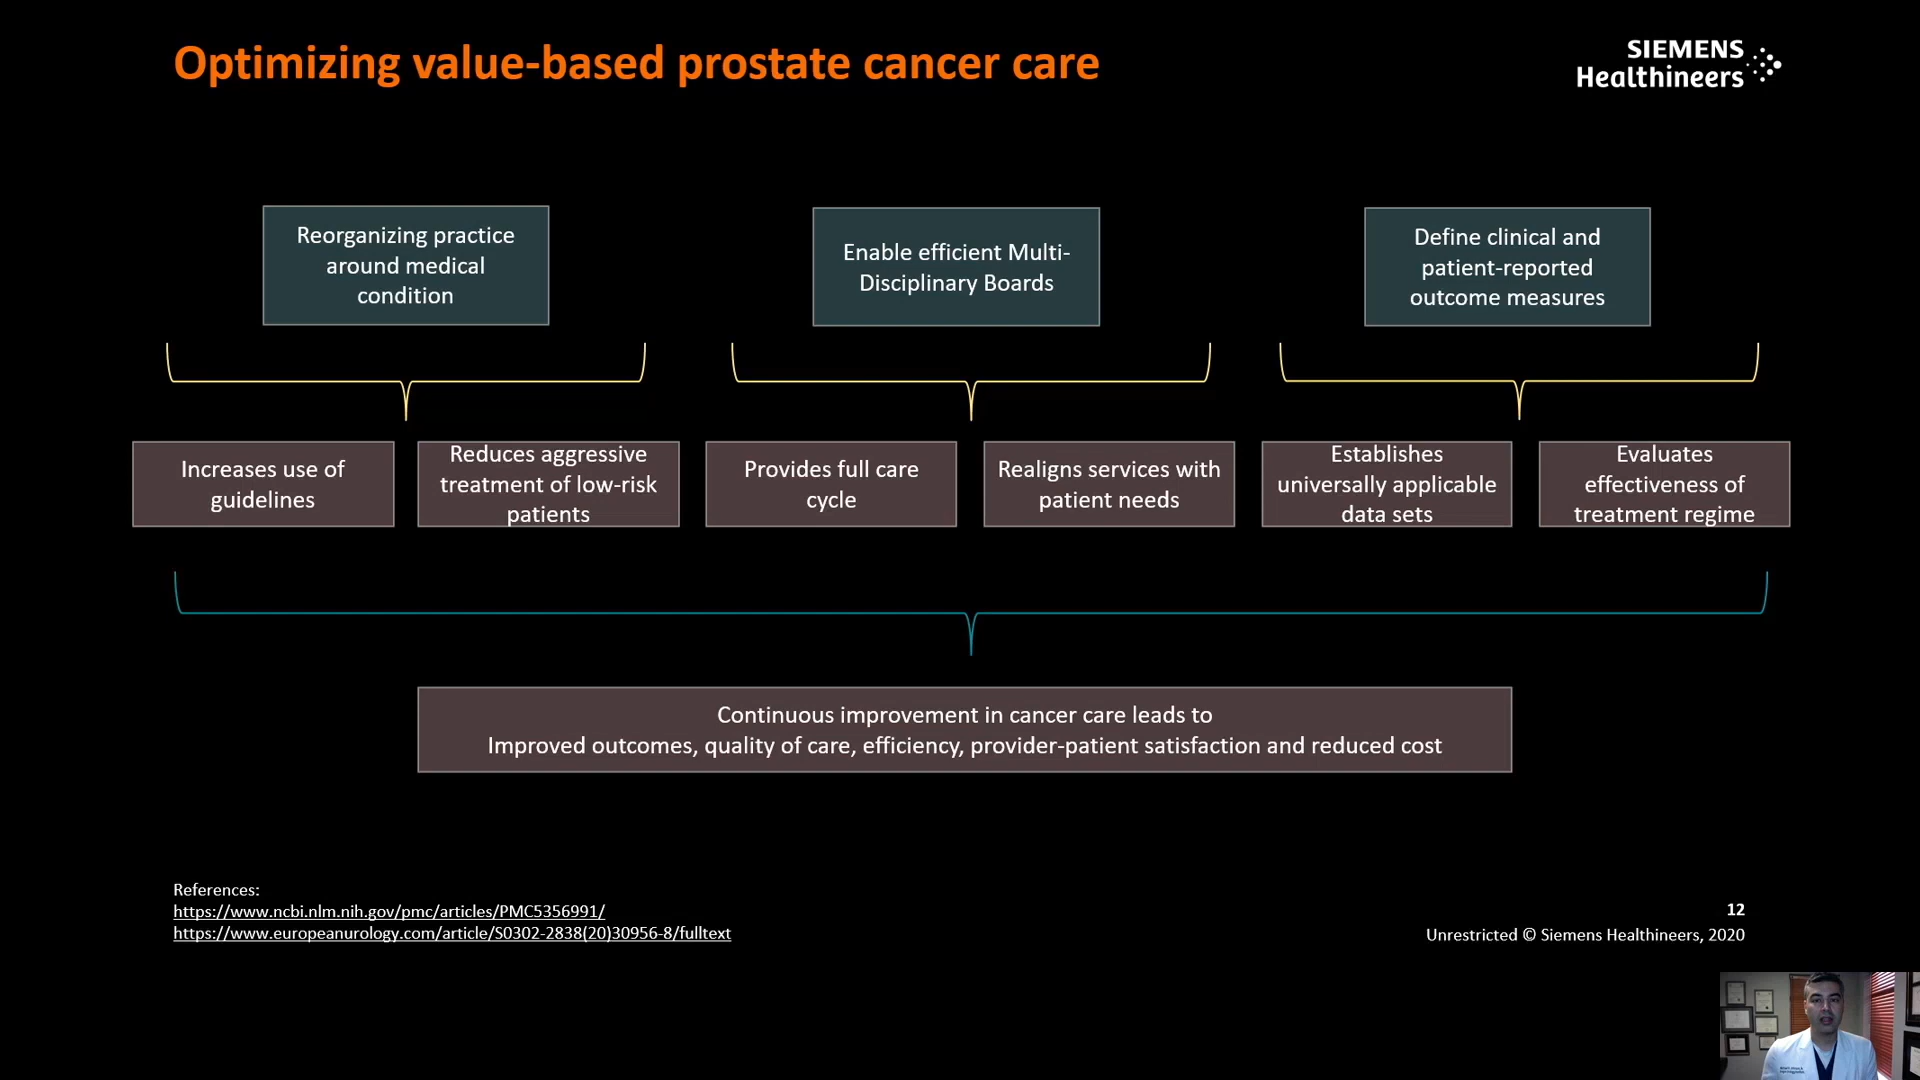 Optimizing value-based prostate cancer care
SIEMENS
Healthineers
Reorganizing practice
around medical
condition
Enable efficient Multi-
Disciplinary Boards
Define clinical and
patient-reported
outcome measures
Increases use of
guidelines
Reduces aggressive
treatment of low-risk
patients
Provides full care
cycle
Realigns services with
patient needs
Establishes
universally applicable
data sets
Evaluates
effectiveness of
treatment regime
Continuous improvement in cancer care leads to
Improved outcomes, quality of care, efficiency, provider-patient satisfaction and reduced cost
References:
https://www.ncbi.nlm.nih.gov/pmc/articles/PMC5356991/
https://www.europeanurology.com/article/S0302-2838(20)30956-8/fulltext
12
Unrestricted © Siemens Healthineers, 2020